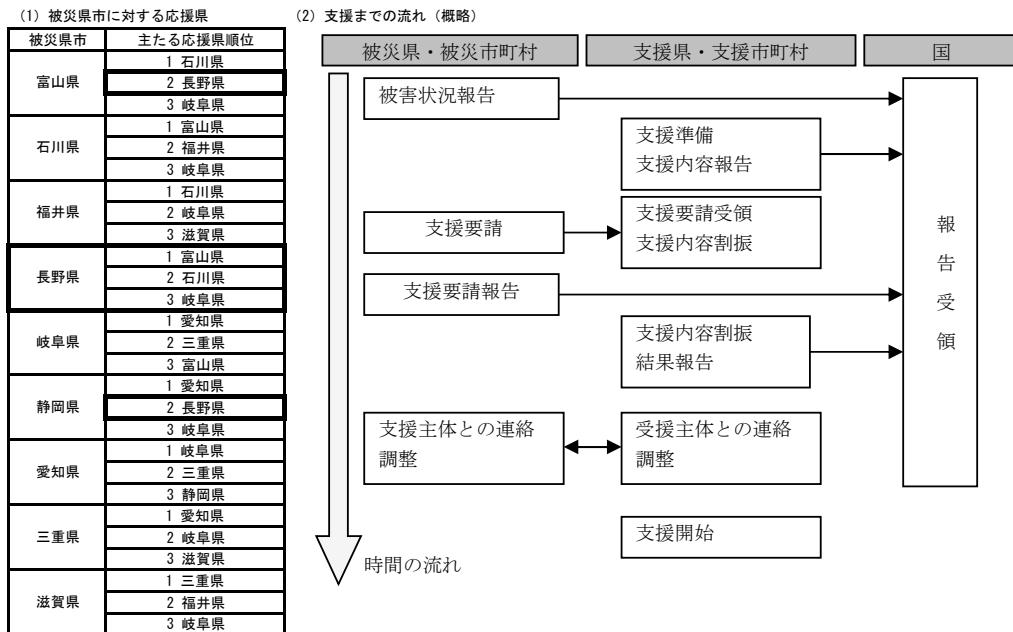 (1) 被災県市に対する応援県
被災県市 主たる応援県順位
富山県
1 石川県
2 長野県
3 岐阜県
石川県
1 富山県
2 福井県
3 岐阜県
福井県
1 石川県
2 岐阜県
3 滋賀県
長野県
1 富山県
2 石川県
3 岐阜県
岐阜県
1 愛知県
2 三重県
3 富山県
静岡県
1 愛知県
2 長野県
3 岐阜県
愛知県
1 岐阜県
2 三重県
3 静岡県
三重県
1 愛知県
2 岐阜県
3 滋賀県
滋賀県
1 三重県
2 福井県
3 岐阜県
(2) 支援までの流れ（概略）
被災県・被災市町村 支援県・支援市町村 国
被害状況報告
支援準備
支援内容報告
支援要請
支援要請受領
支援内容割振
支援要請報告
支援内容割振
結果報告
支援主体との連絡
調整
受援主体との連絡
調整
支援開始
報
告
受
領
時間の流れ